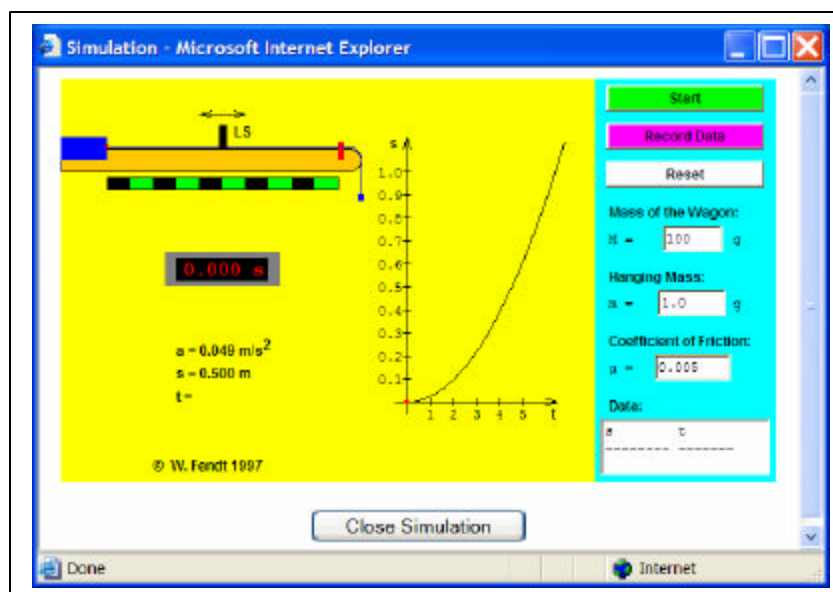 Simulation - Microsoft Internet Explorer
LS
0.000 s
a = 0.049 m/s²
s = 0.500 m
t =
© W. Fendt 1997
s
1.0
0.9
0.8
0.7
0.6
0.5
0.4
0.3
0.2
0.1
1 2 3 4 5 t
Start
Record Data
Reset
Mass of the Wagon:
M = 100 g
Hanging Mass:
m = 1.0 g
Coefficient of Friction:
μ = 0.005
Data:
s t
-------- -------
Close Simulation
Done
Internet